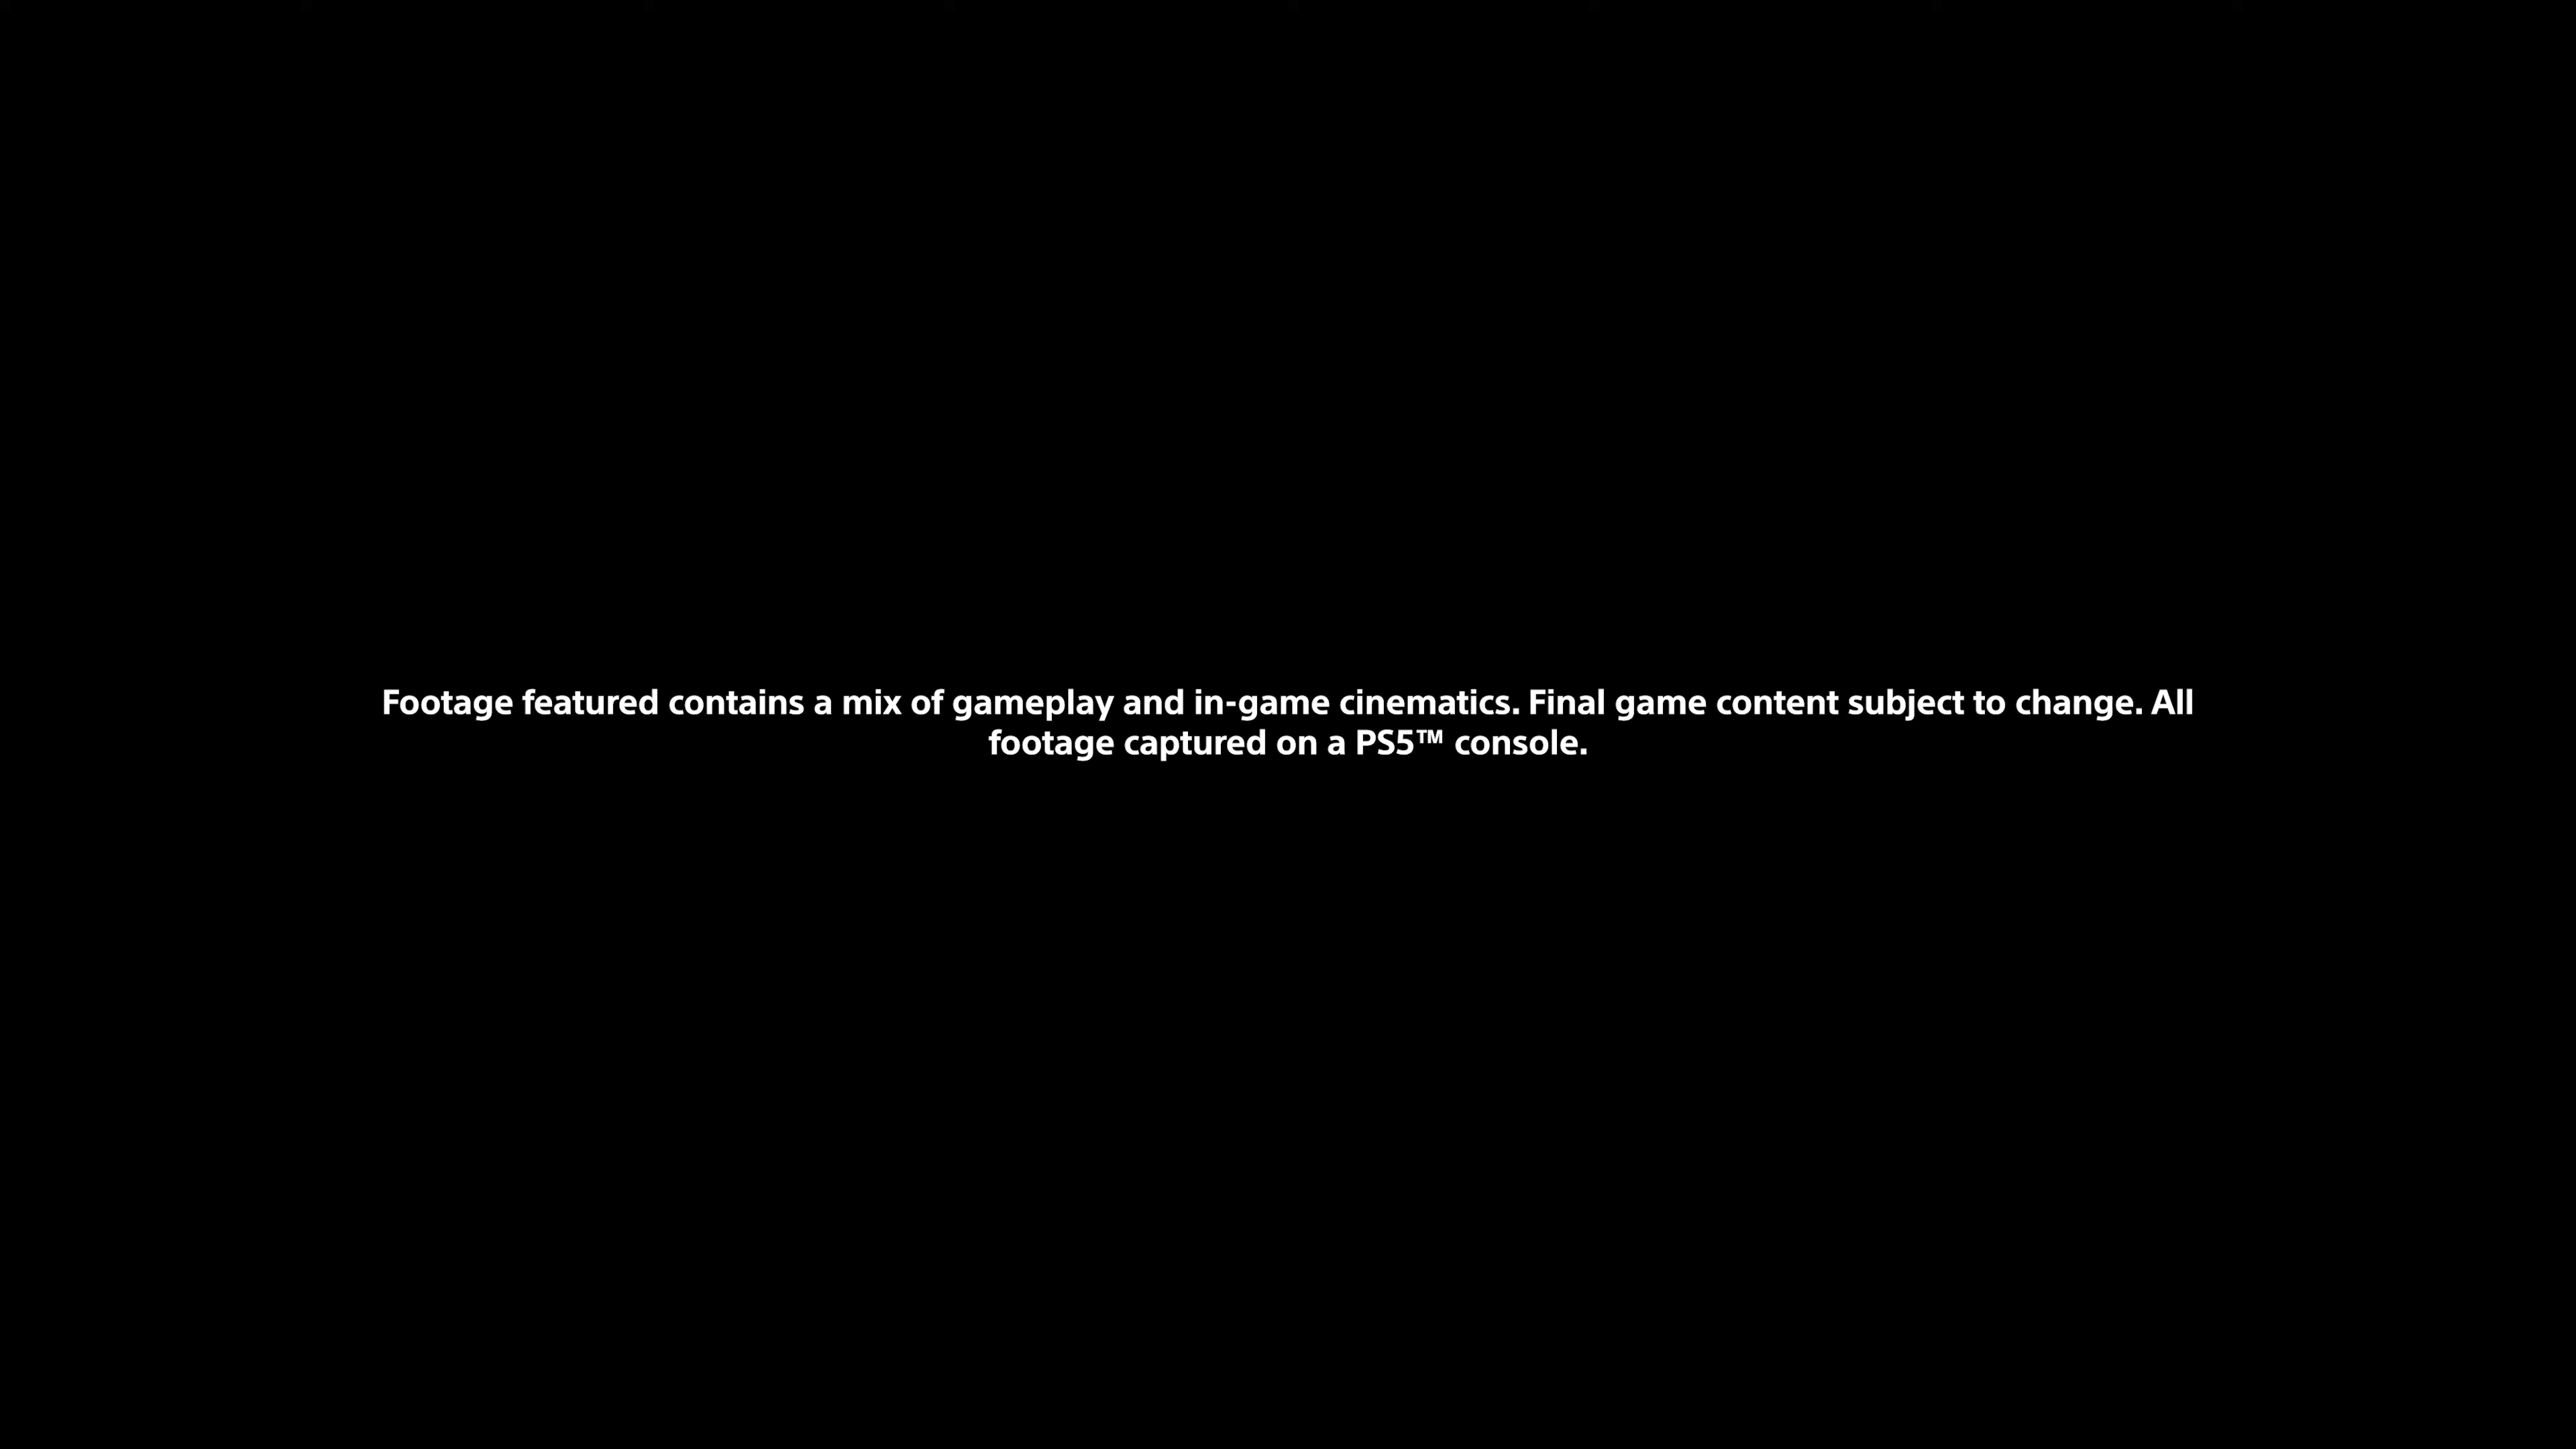 Footage featured contains a mix of gameplay and in-game cinematics. Final game content subject to change. All
footage captured on a PS5™ console.